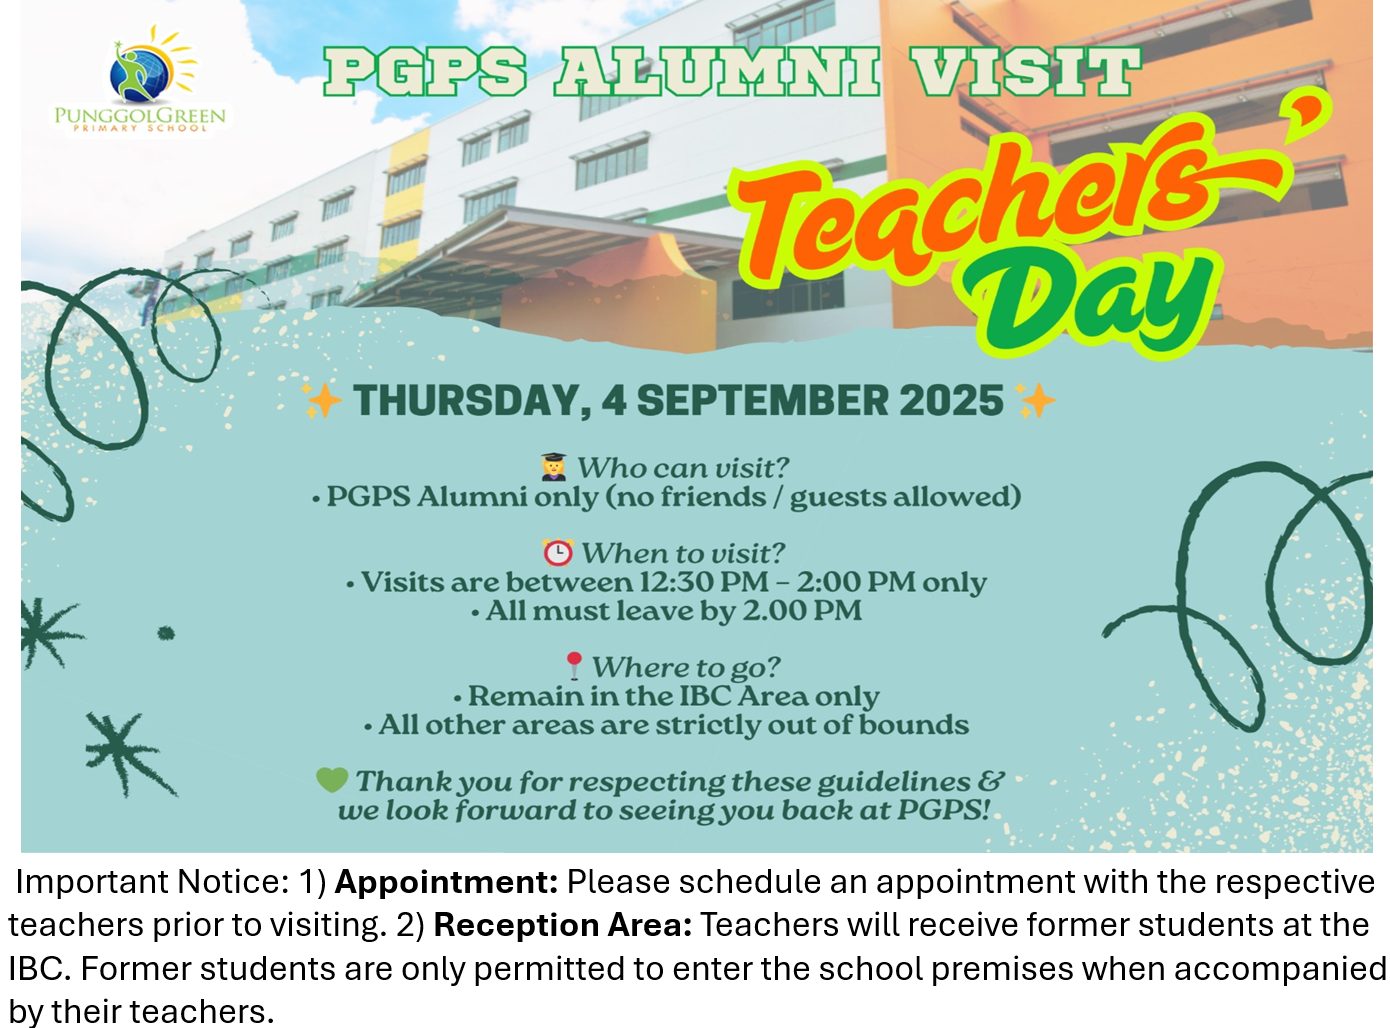 PUNGGOLGREEN
PRIMARY SCHOOL
PGPS ALUMNI VISIT
Teachers'
Day
✨ THURSDAY, 4 SEPTEMBER 2025 ✨
👩‍🎓 Who can visit?
• PGPS Alumni only (no friends / guests allowed)
⏰ When to visit?
• Visits are between 12:30 PM – 2:00 PM only
• All must leave by 2.00 PM
📍 Where to go?
• Remain in the IBC Area only
• All other areas are strictly out of bounds
💚 Thank you for respecting these guidelines &
we look forward to seeing you back at PGPS!
Important Notice: 1) Appointment: Please schedule an appointment with the respective
teachers prior to visiting. 2) Reception Area: Teachers will receive former students at the
IBC. Former students are only permitted to enter the school premises when accompanied
by their teachers.